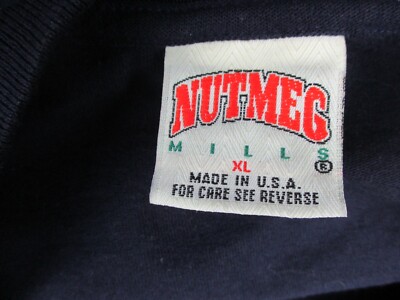 NUTMEG
MILLS
XL ®
MADE IN U.S.A.
FOR CARE SEE REVERSE